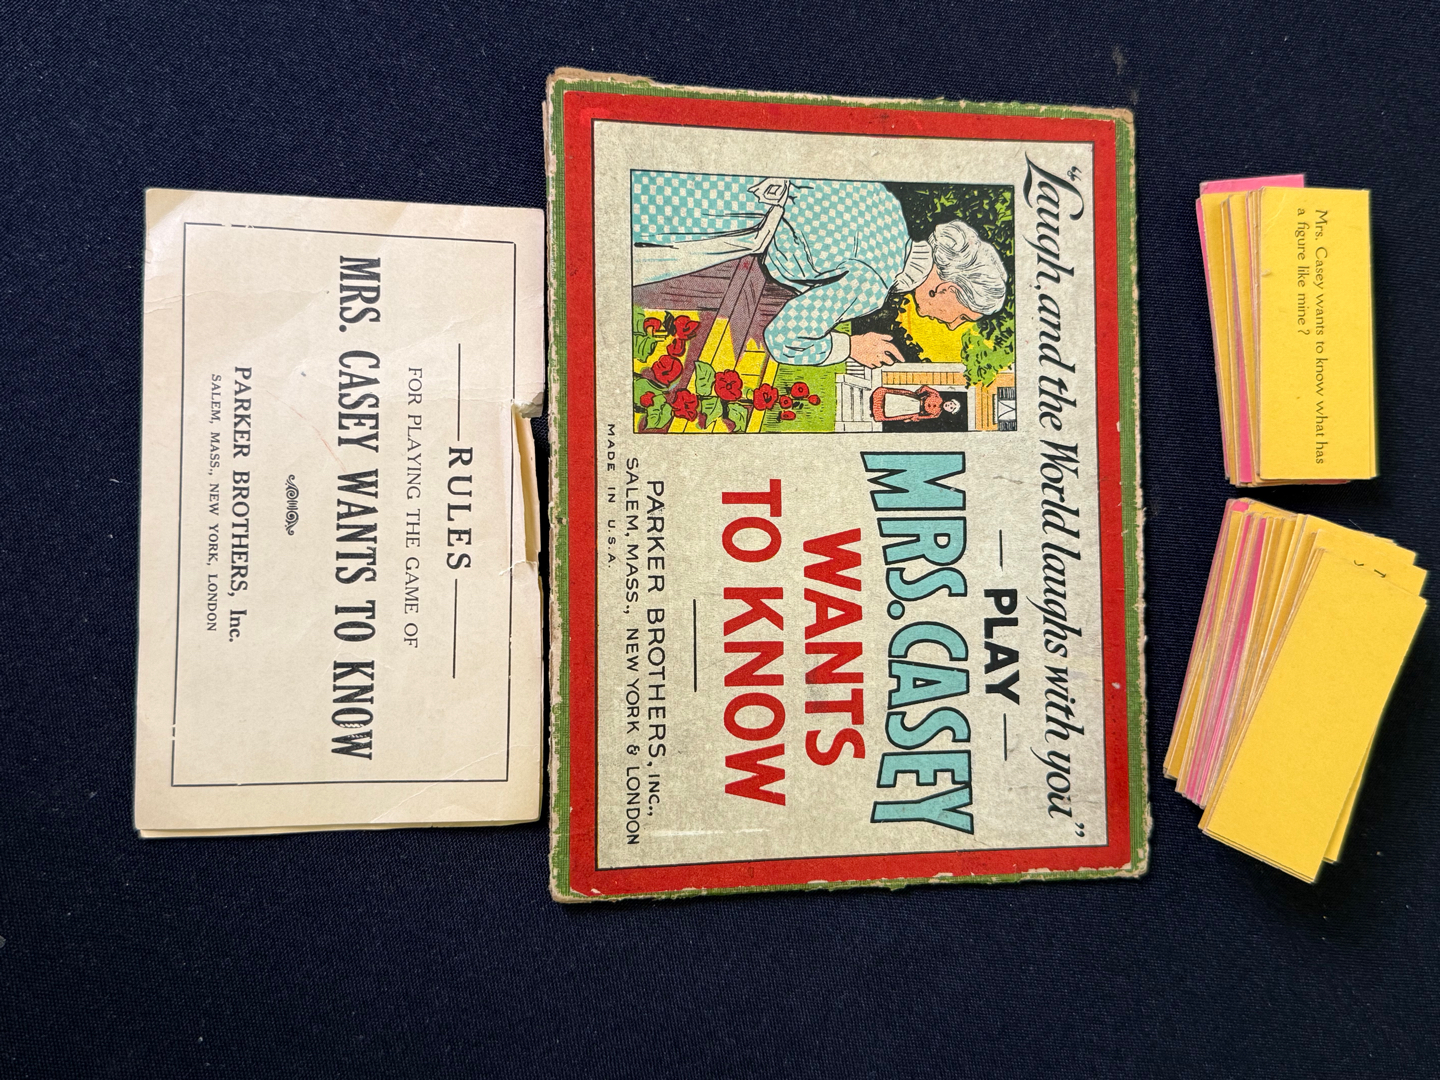 Mrs. Casey wants to know what has
a figure like mine?
"Laugh, and the World laughs with you"
— PLAY —
MRS. CASEY
WANTS
TO KNOW
PARKER BROTHERS, INC.,
SALEM, MASS., NEW YORK & LONDON
MADE IN U.S.A.
RULES
FOR PLAYING THE GAME OF
MRS. CASEY WANTS TO KNOW
PARKER BROTHERS, Inc.
SALEM, MASS., NEW YORK, LONDON